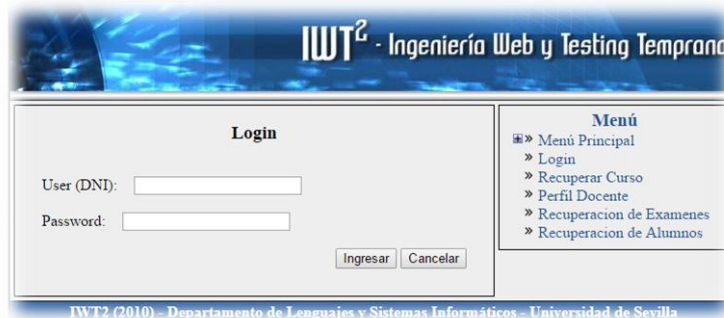 IWT² - Ingeniería Web y Testing Temprano
Login
User (DNI):
Password:
Ingresar Cancelar
Menú
» Menú Principal
» Login
» Recuperar Curso
» Perfil Docente
» Recuperacion de Examenes
» Recuperacion de Alumnos
IWT2 (2010) - Departamento de Lenguajes y Sistemas Informáticos - Universidad de Sevilla